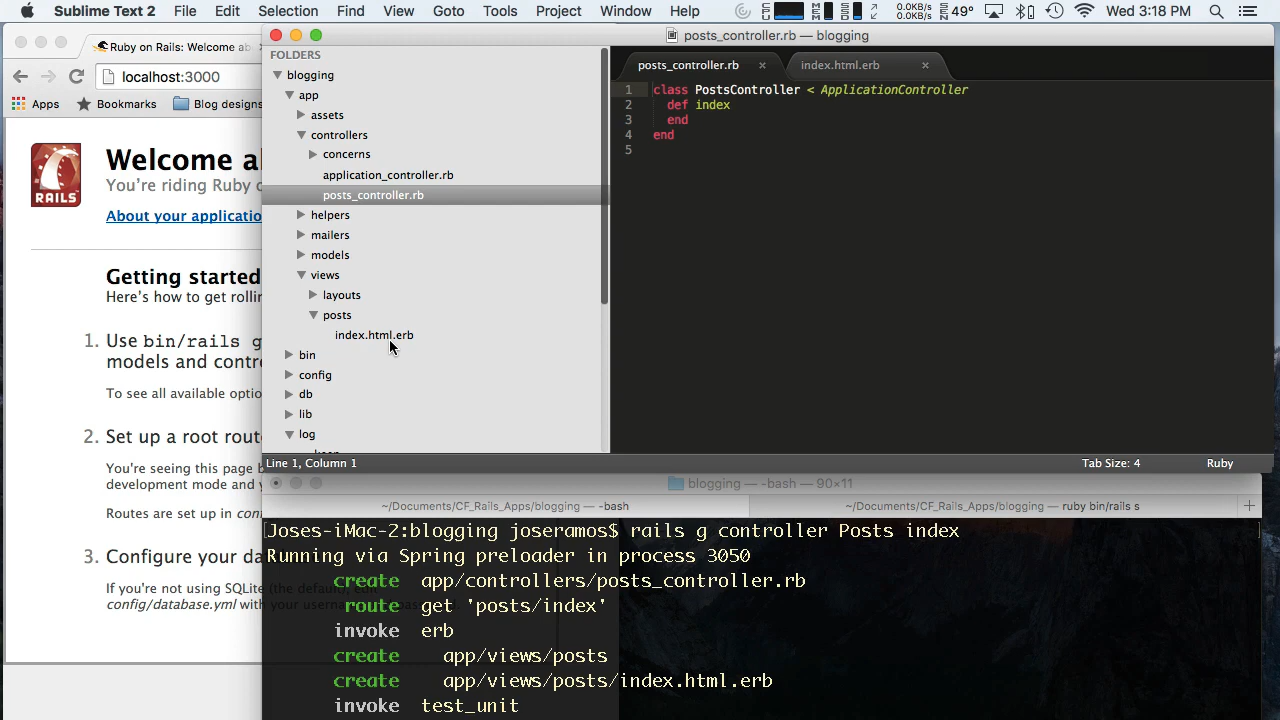 Sublime Text 2 File Edit Selection Find View Goto Tools Project Window Help 0.0KB/s 0.0KB/s 49° Wed 3:18 PM
Ruby on Rails: Welcome ab
localhost:3000
Apps Bookmarks Blog designs
RAILS
Welcome a
You're riding Ruby
About your applicatio
Getting started
Here's how to get rollin
1. Use bin/rails g
models and contr
To see all available optio
2. Set up a root rout
You're seeing this page b
development mode and y
Routes are set up in con
3. Configure your da
If you're not using SQLite (the default), edit
config/database.yml with your username
posts_controller.rb — blogging
FOLDERS
blogging
app
assets
controllers
concerns
application_controller.rb
posts_controller.rb
helpers
mailers
models
views
layouts
posts
index.html.erb
bin
config
db
lib
log
posts_controller.rb ×
index.html.erb ×
1 class PostsController < ApplicationController
2 def index
3 end
4 end
5
Line 1, Column 1 Tab Size: 4 Ruby
blogging — -bash — 90×11
~/Documents/CF_Rails_Apps/blogging — -bash
~/Documents/CF_Rails_Apps/blogging — ruby bin/rails s +
[Joses-iMac-2:blogging joseramos$ rails g controller Posts index
Running via Spring preloader in process 3050
create app/controllers/posts_controller.rb
route get 'posts/index'
invoke erb
create app/views/posts
create app/views/posts/index.html.erb
invoke test_unit